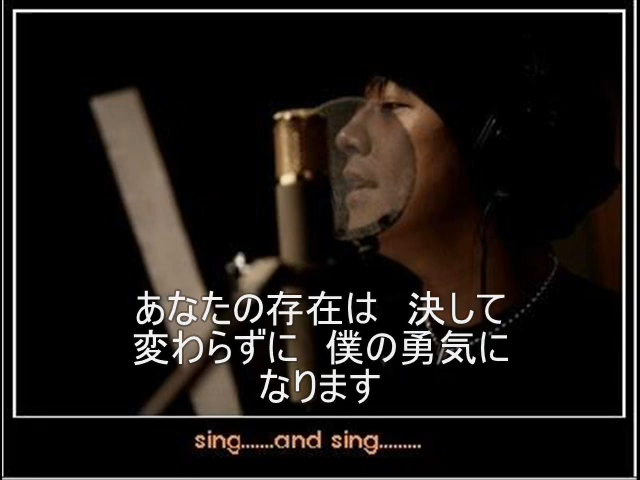 あなたの存在は　決して
変わらずに　僕の勇気に
なります
sing.......and sing.........